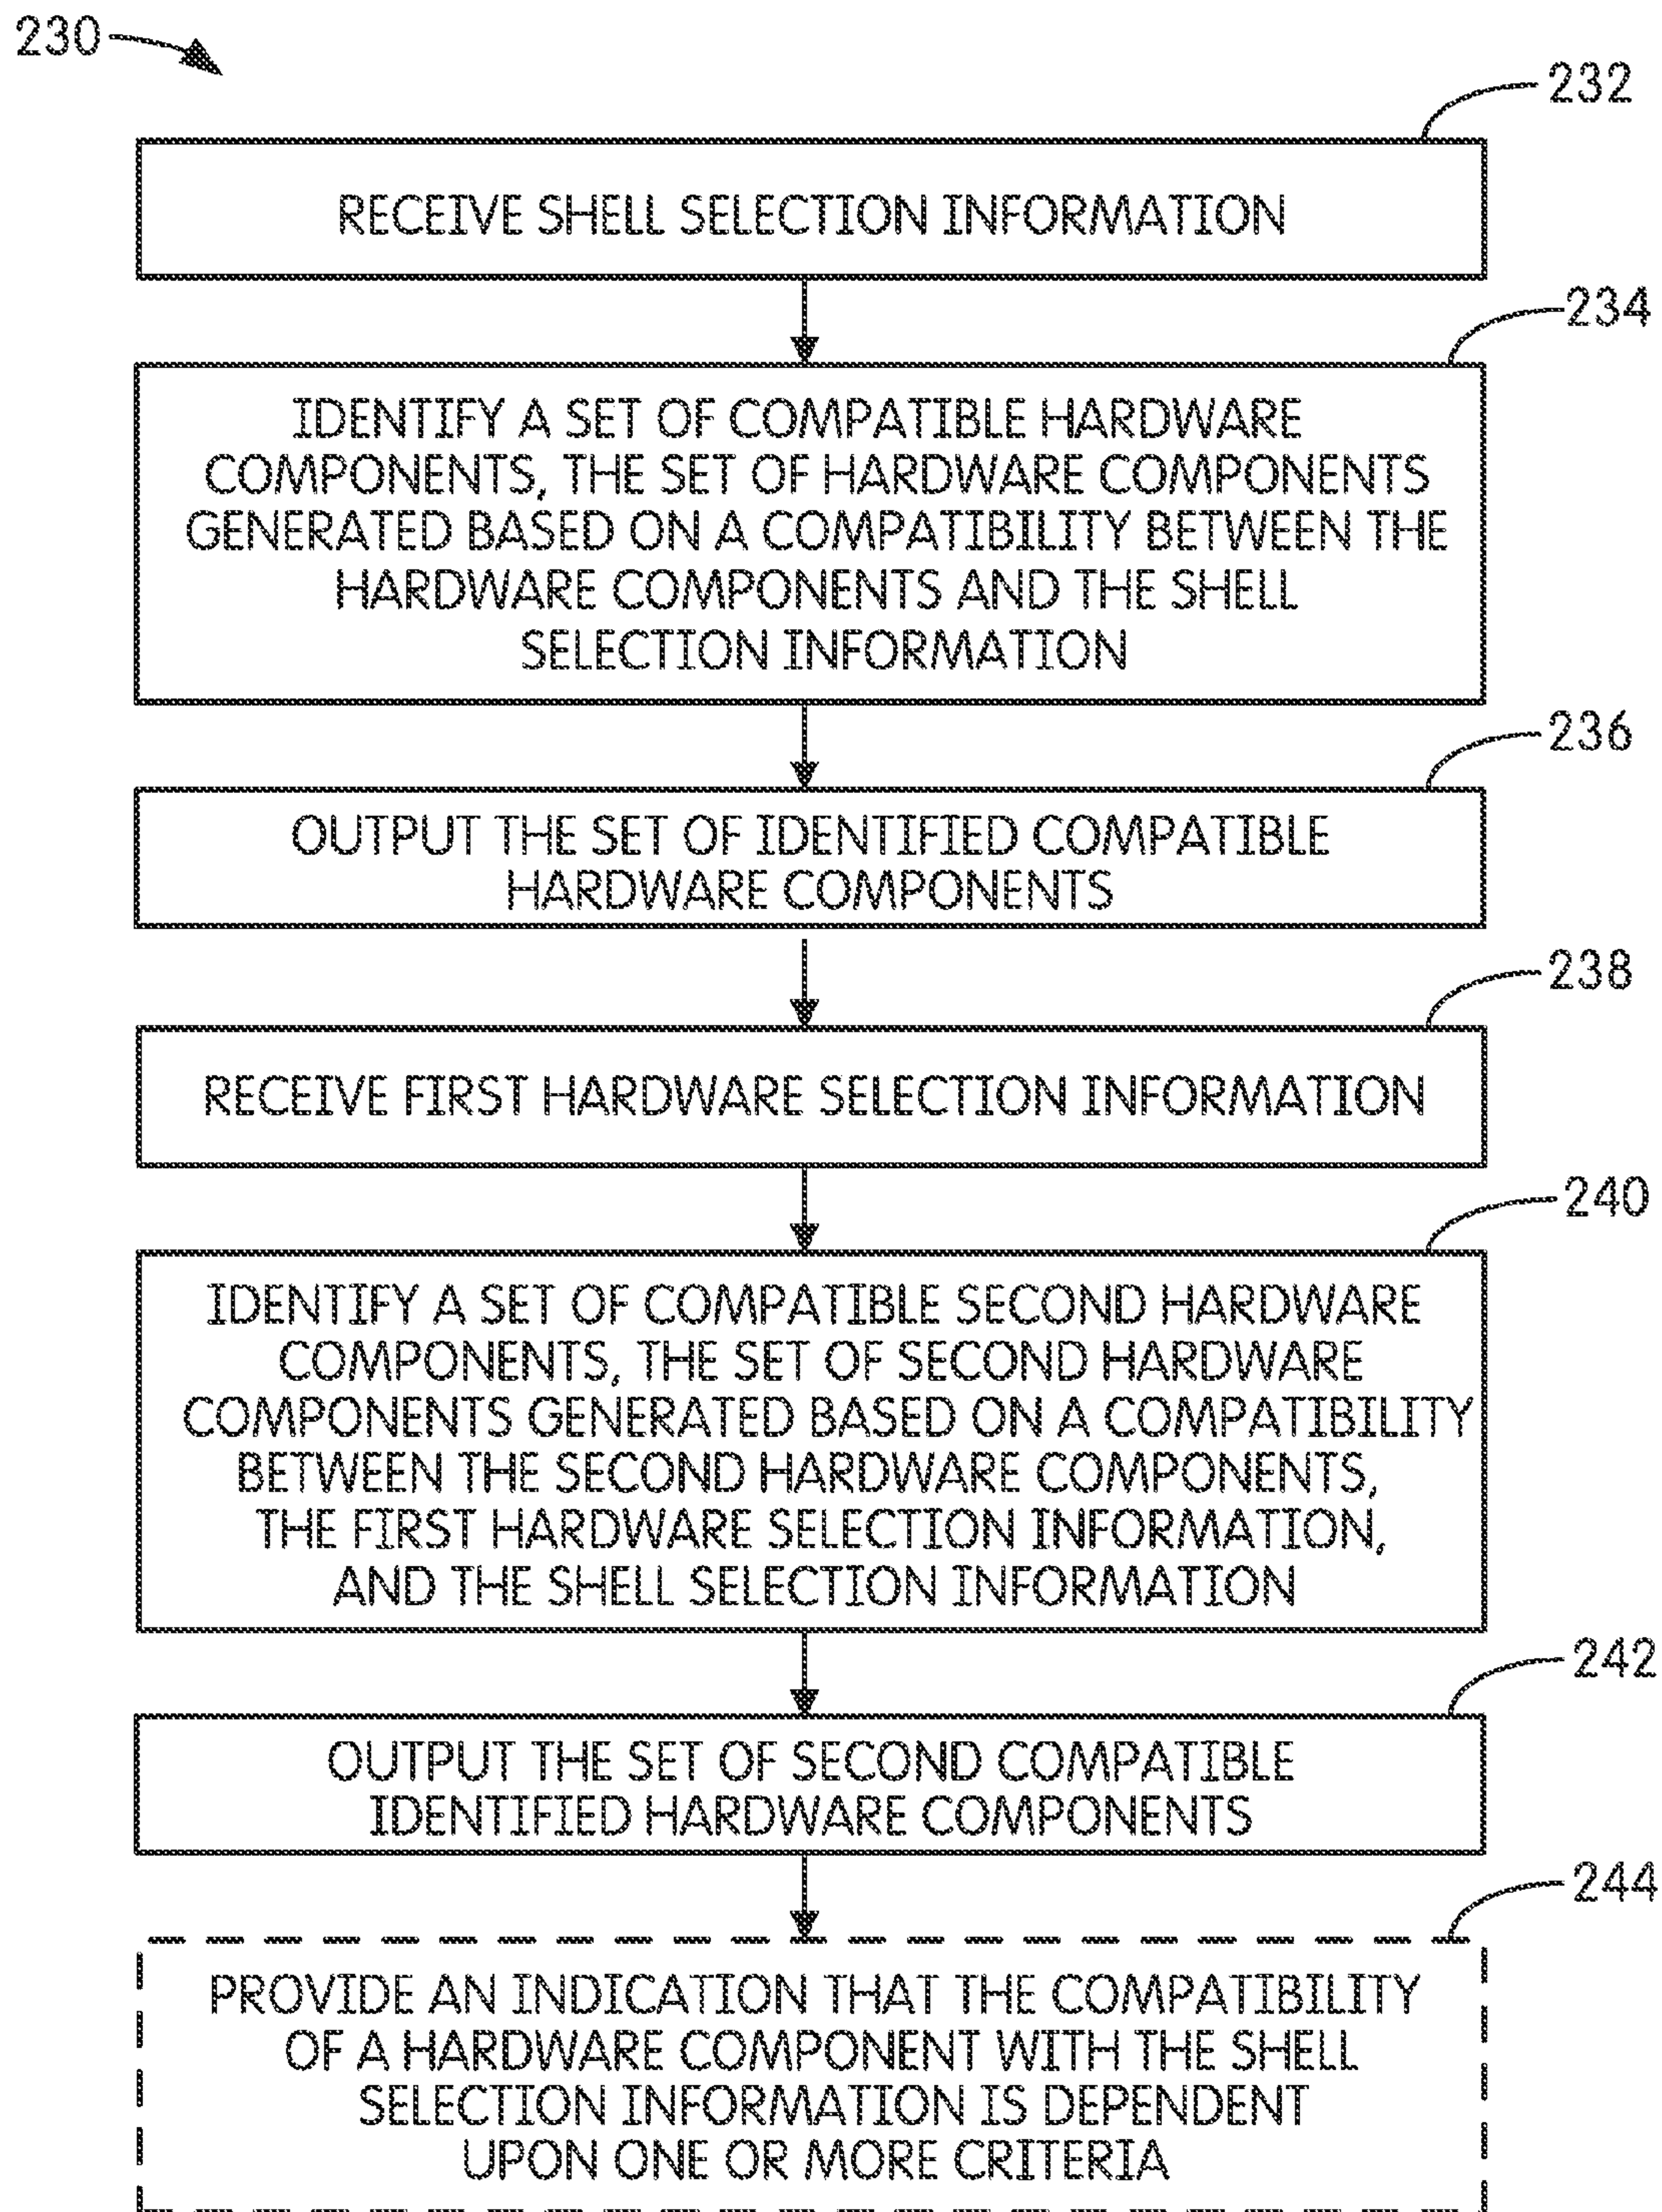 230
232
RECEIVE SHELL SELECTION INFORMATION
234
IDENTIFY A SET OF COMPATIBLE HARDWARE
COMPONENTS, THE SET OF HARDWARE COMPONENTS
GENERATED BASED ON A COMPATIBILITY BETWEEN THE
HARDWARE COMPONENTS AND THE SHELL
SELECTION INFORMATION
236
OUTPUT THE SET OF IDENTIFIED COMPATIBLE
HARDWARE COMPONENTS
238
RECEIVE FIRST HARDWARE SELECTION INFORMATION
240
IDENTIFY A SET OF COMPATIBLE SECOND HARDWARE
COMPONENTS, THE SET OF SECOND HARDWARE
COMPONENTS GENERATED BASED ON A COMPATIBILITY
BETWEEN THE SECOND HARDWARE COMPONENTS,
THE FIRST HARDWARE SELECTION INFORMATION,
AND THE SHELL SELECTION INFORMATION
242
OUTPUT THE SET OF SECOND COMPATIBLE
IDENTIFIED HARDWARE COMPONENTS
244
PROVIDE AN INDICATION THAT THE COMPATIBILITY
OF A HARDWARE COMPONENT WITH THE SHELL
SELECTION INFORMATION IS DEPENDENT
UPON ONE OR MORE CRITERIA